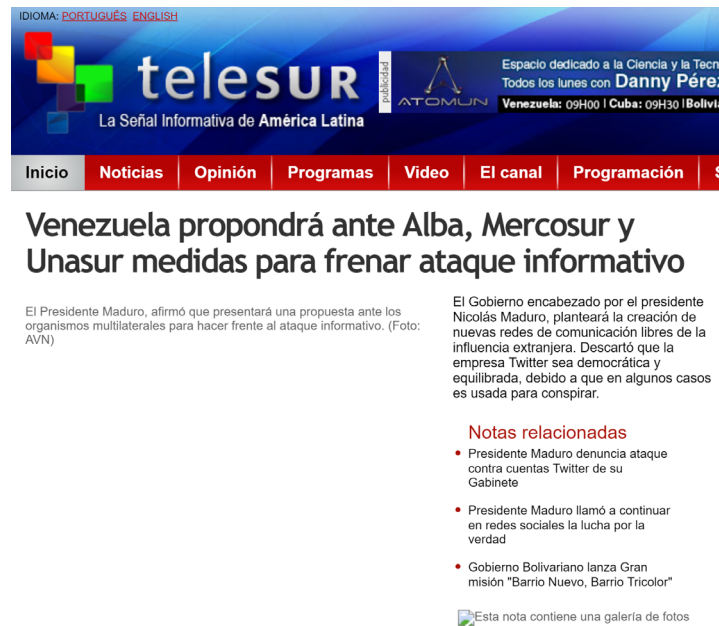 IDIOMA: PORTUGUÊS ENGLISH
telesUR
La Señal Informativa de América Latina
publicidad
ATOMUN
Espacio dedicado a la Ciencia y la Tecn
Todos los lunes con Danny Pérez
Venezuela: 09H00 | Cuba: 09H30 | Bolivia
Inicio Noticias Opinión Programas Video El canal Programación S
Venezuela propondrá ante Alba, Mercosur y
Unasur medidas para frenar ataque informativo
El Presidente Maduro, afirmó que presentará una propuesta ante los
organismos multilaterales para hacer frente al ataque informativo. (Foto:
AVN)
El Gobierno encabezado por el presidente
Nicolás Maduro, planteará la creación de
nuevas redes de comunicación libres de la
influencia extranjera. Descartó que la
empresa Twitter sea democrática y
equilibrada, debido a que en algunos casos
es usada para conspirar.
Notas relacionadas
Presidente Maduro denuncia ataque
contra cuentas Twitter de su
Gabinete
Presidente Maduro llamó a continuar
en redes sociales la lucha por la
verdad
Gobierno Bolivariano lanza Gran
misión "Barrio Nuevo, Barrio Tricolor"
Esta nota contiene una galería de fotos